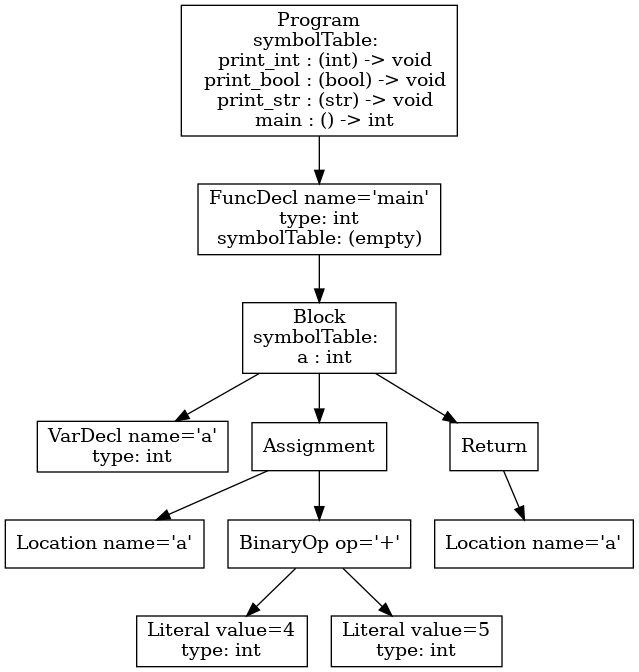 Program
symbolTable:
print_int : (int) -> void
print_bool : (bool) -> void
print_str : (str) -> void
main : () -> int
FuncDecl name='main'
type: int
symbolTable: (empty)
Block
symbolTable:
a : int
VarDecl name='a'
type: int
Assignment
Return
Location name='a'
BinaryOp op='+'
Location name='a'
Literal value=4
type: int
Literal value=5
type: int